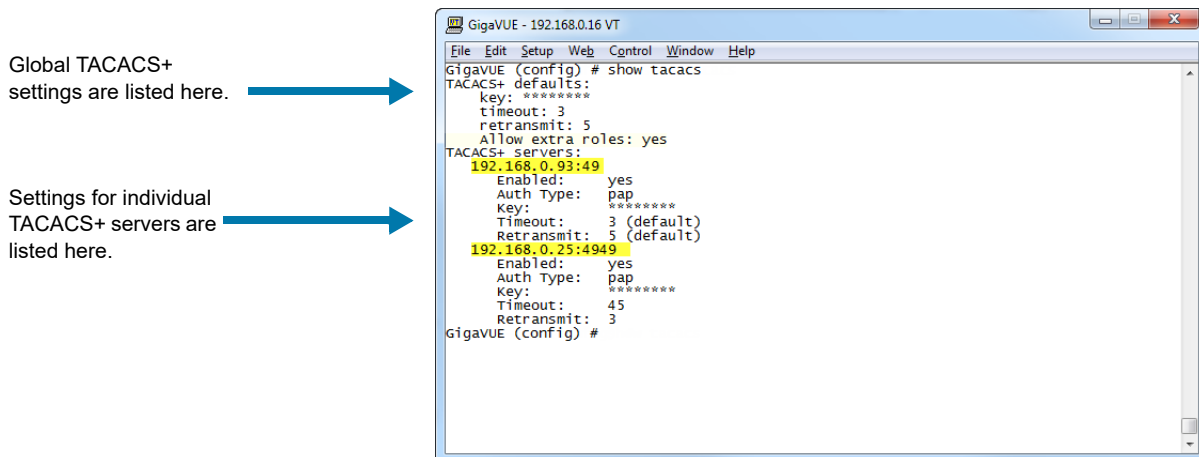 Global TACACS+
settings are listed here.
Settings for individual
TACACS+ servers are
listed here.
GigaVUE - 192.168.0.16 VT
File Edit Setup Web Control Window Help
GigaVUE (config) # show tacacs
TACACS+ defaults:
key: ********
timeout: 3
retransmit: 5
Allow extra roles: yes
TACACS+ servers:
192.168.0.93:49
Enabled: yes
Auth Type: pap
Key: ********
Timeout: 3 (default)
Retransmit: 5 (default)
192.168.0.25:4949
Enabled: yes
Auth Type: pap
Key: ********
Timeout: 45
Retransmit: 3
GigaVUE (config) #